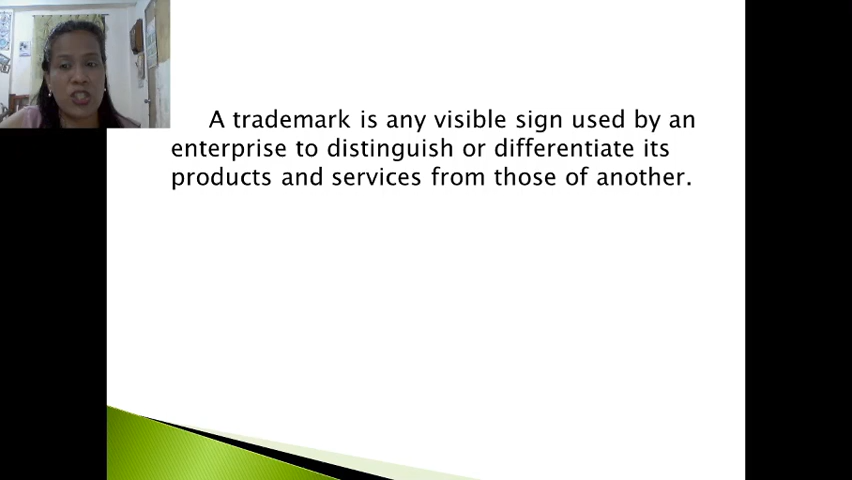 A trademark is any visible sign used by an
enterprise to distinguish or differentiate its
products and services from those of another.